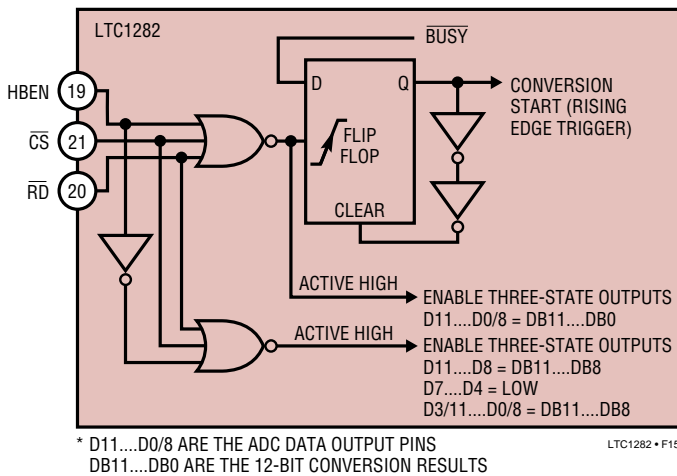 LTC1282
BUSY
HBEN 19
D Q
CONVERSION
START (RISING
EDGE TRIGGER)
CS 21
FLIP
FLOP
RD 20
CLEAR
ACTIVE HIGH
ENABLE THREE-STATE OUTPUTS
D11....D0/8 = DB11....DB0
ACTIVE HIGH
ENABLE THREE-STATE OUTPUTS
D11....D8 = DB11....DB8
D7....D4 = LOW
D3/11....D0/8 = DB11....DB8
* D11....D0/8 ARE THE ADC DATA OUTPUT PINS
DB11....DB0 ARE THE 12-BIT CONVERSION RESULTS
LTC1282 • F15